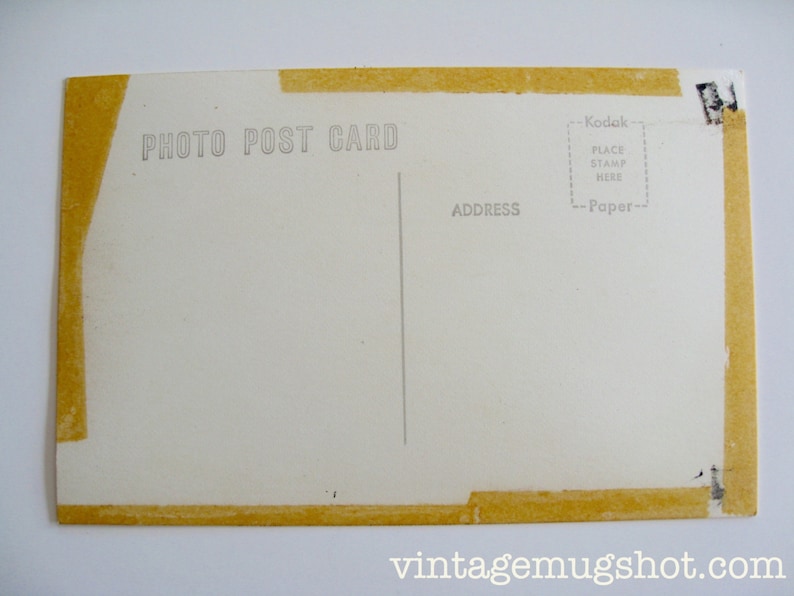 PHOTO POST CARD
Kodak
PLACE
STAMP
HERE
Paper
ADDRESS
vintagemugshot.com